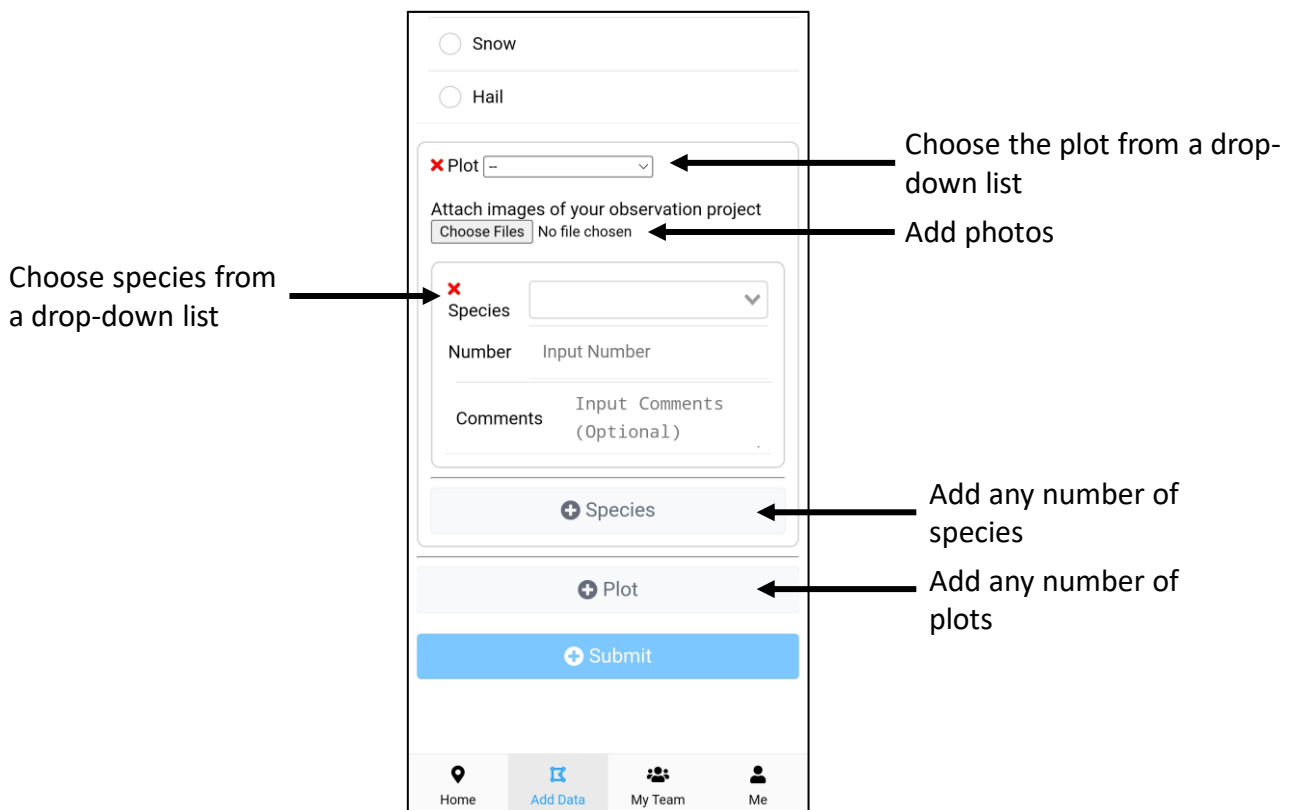 Snow
Hail
Choose the plot from a drop-
down list
Plot --
Attach images of your observation project
Choose Files No file chosen
Add photos
Choose species from
a drop-down list
Species
Number Input Number
Comments Input Comments
(Optional)
Species
Add any number of
species
Plot
Add any number of
plots
Submit
Home Add Data My Team Me